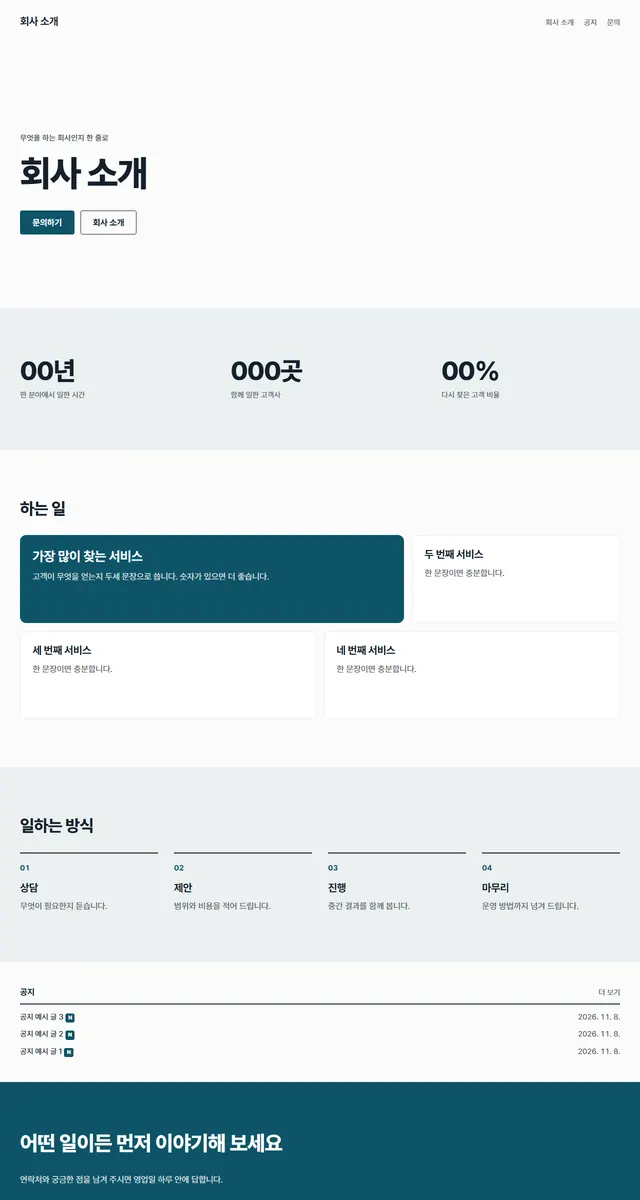 회사 소개
회사 소개 공지 문의
무엇을 하는 회사인지 한 줄로
회사 소개
문의하기 회사 소개
00년 000곳 00%
한 분야에서 일한 시간 함께 일한 고객사 다시 찾은 고객 비율
하는 일
가장 많이 찾는 서비스
고객이 무엇을 얻는지 두세 문장으로 씁니다. 숫자가 있으면 더 좋습니다.
두 번째 서비스
한 문장이면 충분합니다.
세 번째 서비스
한 문장이면 충분합니다.
네 번째 서비스
한 문장이면 충분합니다.
일하는 방식
01
상담
무엇이 필요한지 듣습니다.
02
제안
범위와 비용을 적어 드립니다.
03
진행
중간 결과를 함께 봅니다.
04
마무리
운영 방법까지 넘겨 드립니다.
공지 더 보기
공지 예시 글 3 N 2026. 11. 8.
공지 예시 글 2 N 2026. 11. 8.
공지 예시 글 1 N 2026. 11. 8.
어떤 일이든 먼저 이야기해 보세요
연락처와 궁금한 점을 남겨 주시면 영업일 하루 안에 답합니다.